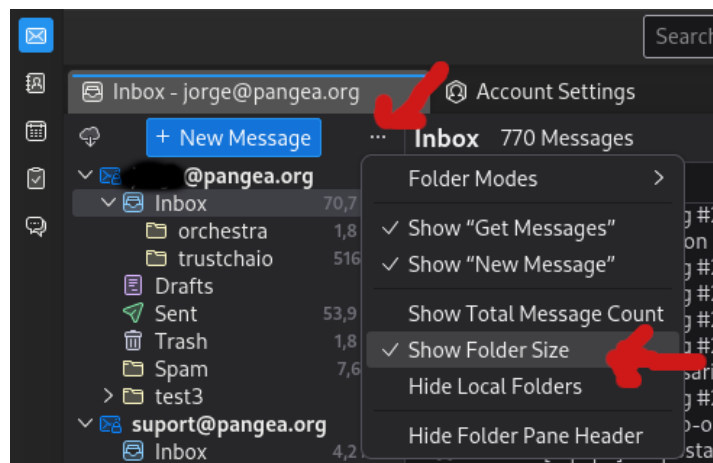 Search
Inbox - jorge@pangea.org
Account Settings
+ New Message
Inbox 770 Messages
@pangea.org
Inbox 70,7
orchestra 1,8
trustchaio 516
Drafts
Sent 53,9
Trash 1,8
Spam 7,6
test3
suport@pangea.org
Inbox 4,2
Folder Modes
Show “Get Messages”
Show “New Message”
Show Total Message Count
Show Folder Size
Hide Local Folders
Hide Folder Pane Header